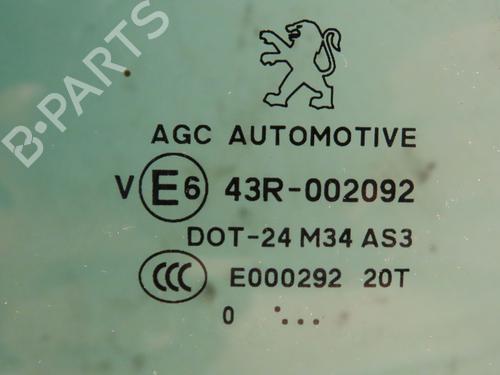 B-PARTS
AGC AUTOMOTIVE
V E6 43R-002092
DOT-24 M34 AS3
CCC E000292 20T
0 '...